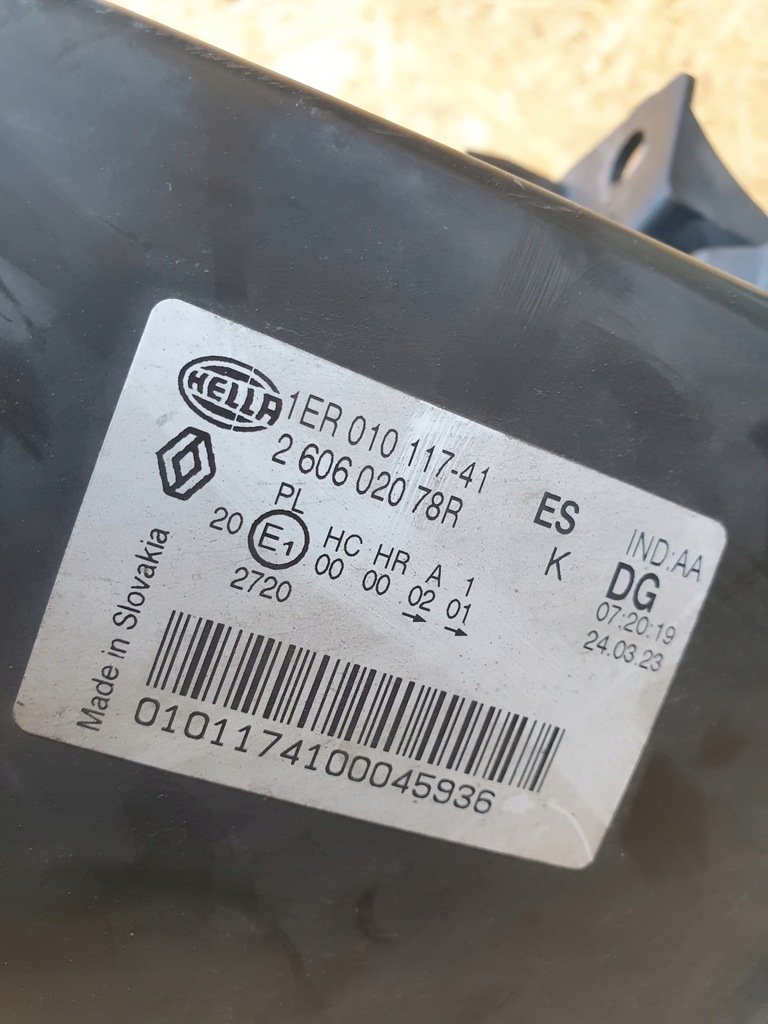 HELLA
1ER 010 117-41
2 606 020 78R
ES
IND:AA
K
DG
07:20:19
24.03.23
PL
20 E1 HC HR A 1
00 00 02 01
2720
Made in Slovakia
0101174100045936